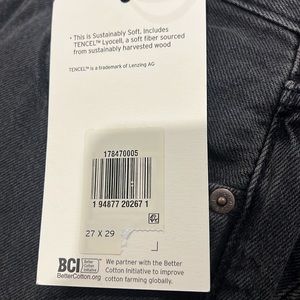 • This is Sustainably Soft, Includes
TENCEL™ Lyocell, a soft fiber sourced
from sustainably harvested wood
TENCEL™ is a trademark of Lenzing AG
178470005
1 94877 20267 1
27 X 29
BCI Better Cotton Initiative
BetterCotton.org
We partner with the Better
Cotton Initiative to improve
cotton farming globally.